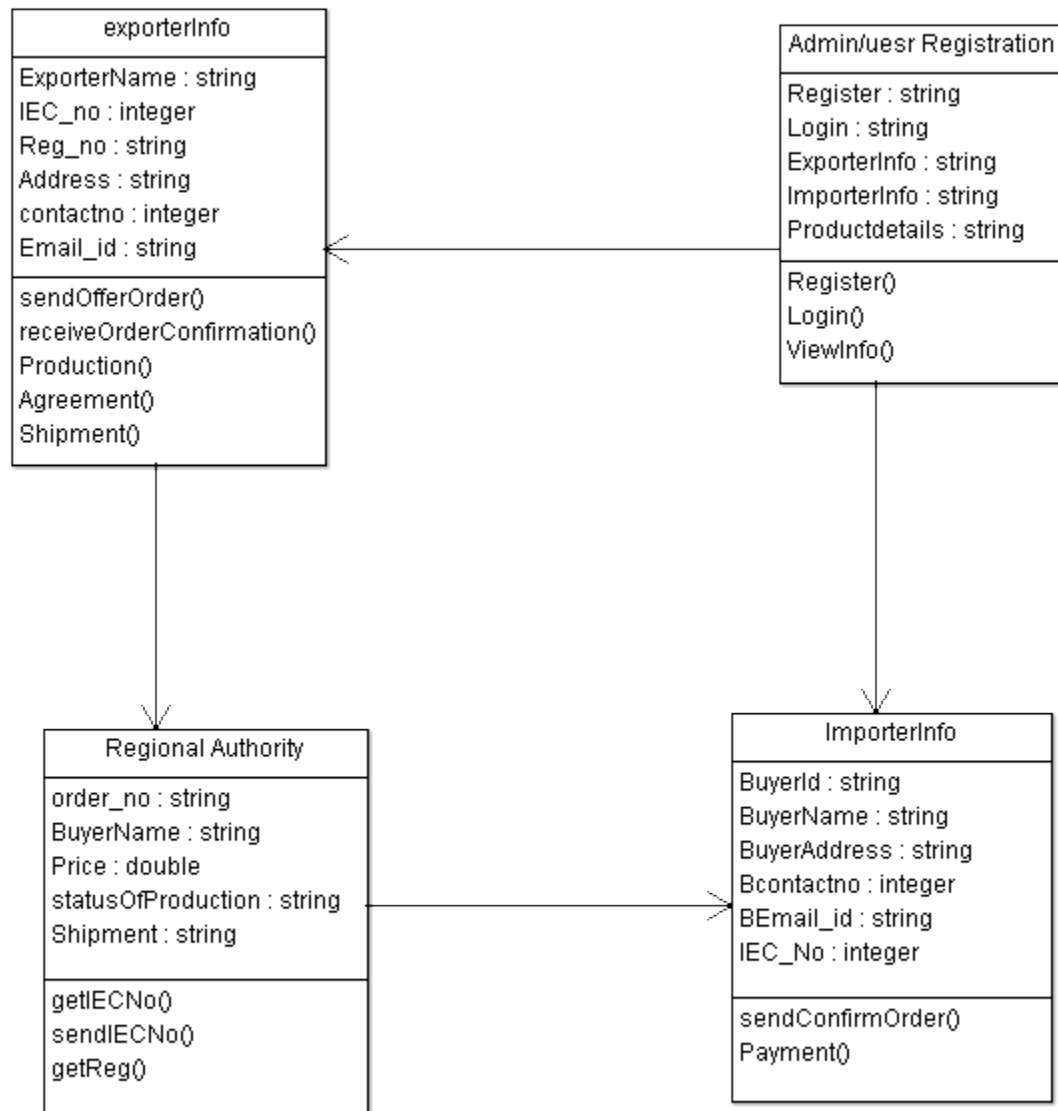 exporterInfo
ExporterName : string
IEC_no : integer
Reg_no : string
Address : string
contactno : integer
Email_id : string
sendOfferOrder()
receiveOrderConfirmation()
Production()
Agreement()
Shipment()
Admin/uesr Registration
Register : string
Login : string
ExporterInfo : string
ImporterInfo : string
Productdetails : string
Register()
Login()
ViewInfo()
Regional Authority
order_no : string
BuyerName : string
Price : double
statusOfProduction : string
Shipment : string
getIECNo()
sendIECNo()
getReg()
ImporterInfo
BuyerId : string
BuyerName : string
BuyerAddress : string
Bcontactno : integer
BEmail_id : string
IEC_No : integer
sendConfirmOrder()
Payment()